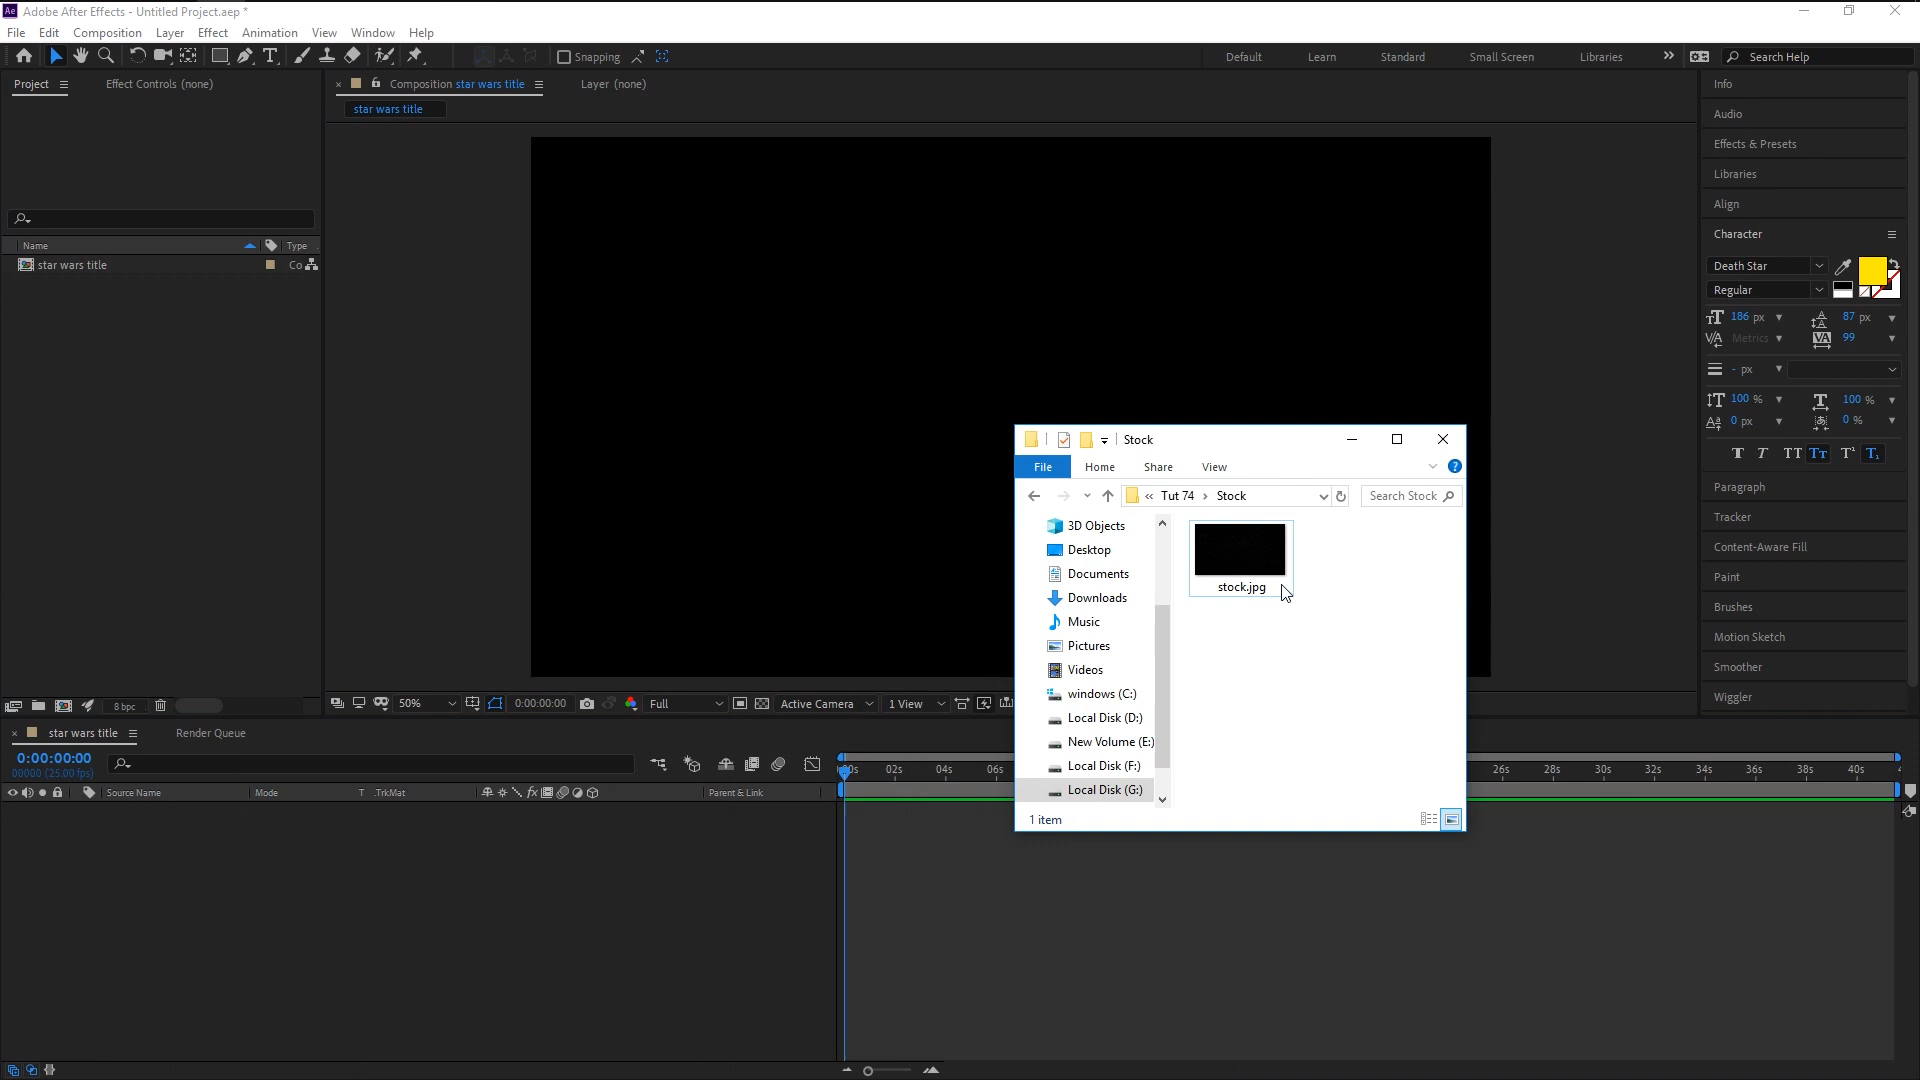 Ae Adobe After Effects - Untitled Project.aep *
File Edit Composition Layer Effect Animation View Window Help
Snapping Default Learn Standard Small Screen Libraries Search Help
Project Effect Controls (none) Composition star wars title Layer (none)
star wars title
Name Type
star wars title Co
Info
Audio
Effects & Presets
Libraries
Align
Character
Death Star
Regular
186 px 87 px
Metrics 99
- px
100 % 100 %
0 px 0 %
Paragraph
Tracker
Content-Aware Fill
Paint
Brushes
Motion Sketch
Smoother
Wiggler
Stock
File Home Share View
« Tut 74 › Stock Search Stock
3D Objects
Desktop
Documents
Downloads
Music
Pictures
Videos
windows (C:)
Local Disk (D:)
New Volume (E:)
Local Disk (F:)
Local Disk (G:)
stock.jpg
1 item
8 bpc 50% 0:00:00:00 Full Active Camera 1 View
star wars title Render Queue
0:00:00:00
00000 (25.00 fps)
02s 04s 06s 26s 28s 30s 32s 34s 36s 38s 40s
Source Name Mode T .TrkMat fx Parent & Link